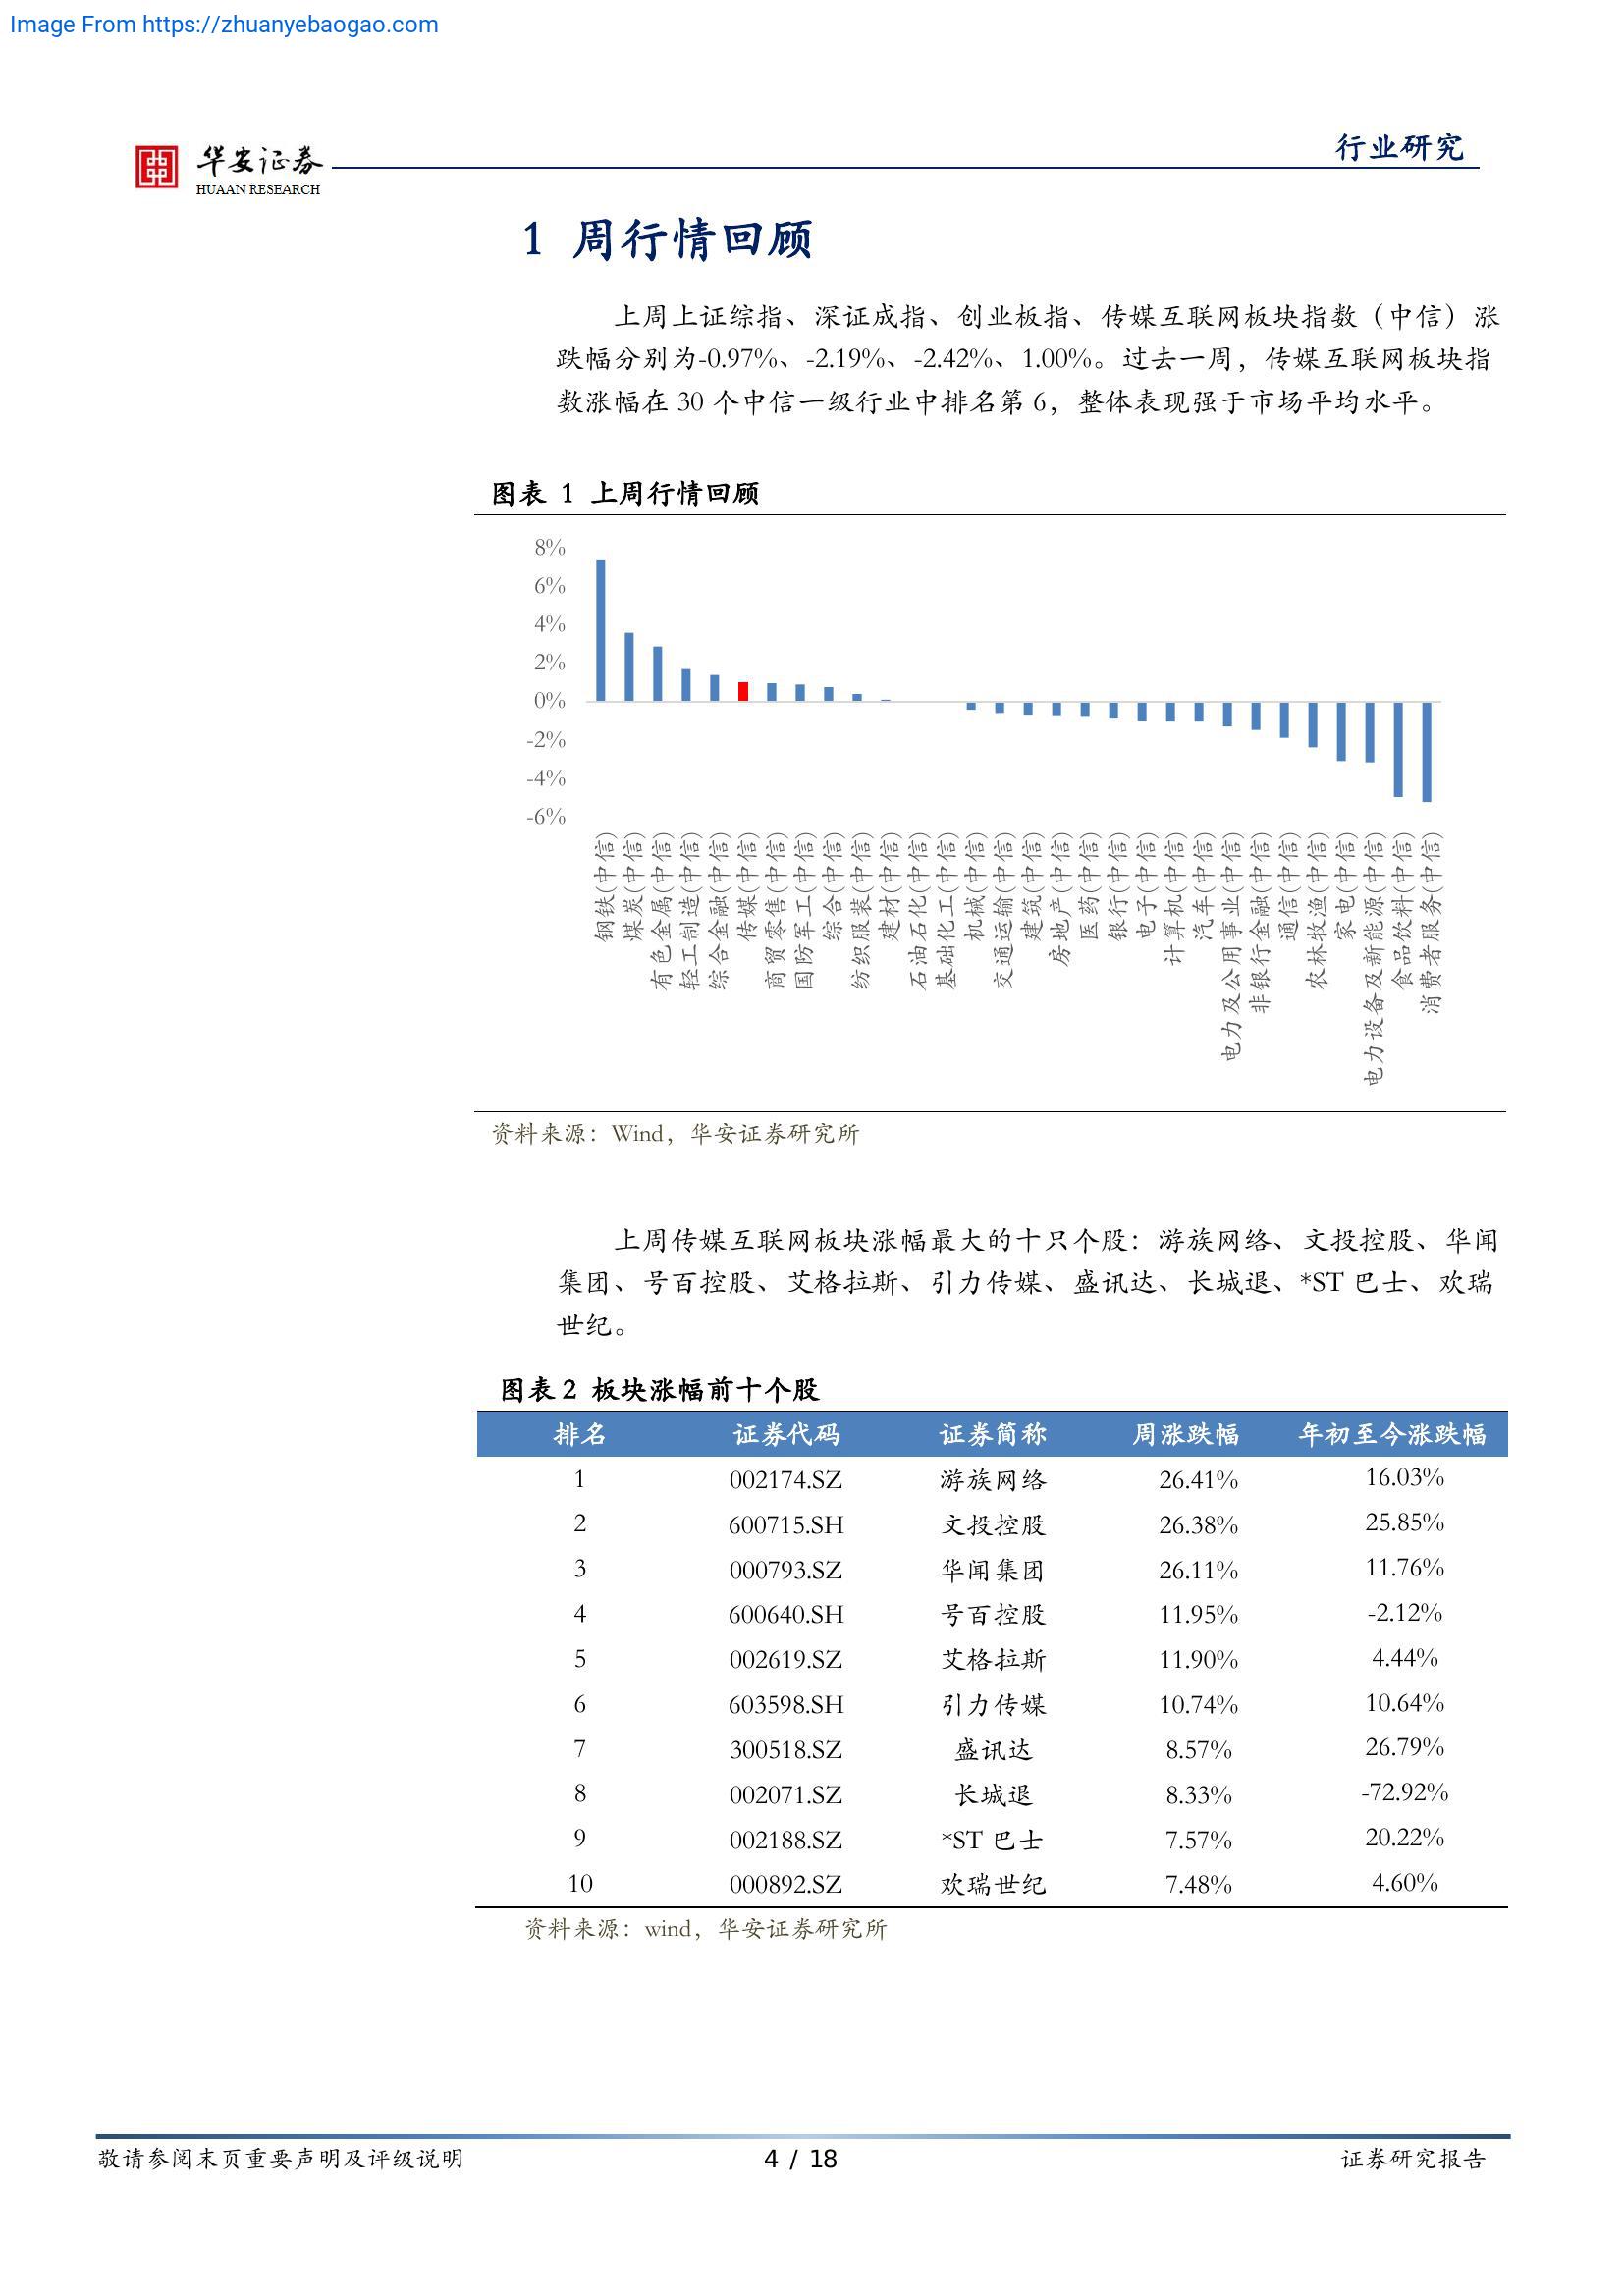 Image From https://zhuanyebaogao.com
华安证券
HUAAN RESEARCH
行业研究
1 周行情回顾
上周上证综指、深证成指、创业板指、传媒互联网板块指数（中信）涨
跌幅分别为-0.97%、-2.19%、-2.42%、1.00%。过去一周，传媒互联网板块指
数涨幅在 30 个中信一级行业中排名第 6，整体表现强于市场平均水平。
图表 1 上周行情回顾
8%
6%
4%
2%
0%
-2%
-4%
-6%
钢铁(中信)
煤炭(中信)
有色金属(中信)
轻工制造(中信)
综合金融(中信)
传媒(中信)
商贸零售(中信)
国防军工(中信)
综合(中信)
纺织服装(中信)
建材(中信)
石油石化(中信)
基础化工(中信)
机械(中信)
交通运输(中信)
建筑(中信)
房地产(中信)
医药(中信)
银行(中信)
电子(中信)
计算机(中信)
汽车(中信)
电力及公用事业(中信)
非银行金融(中信)
通信(中信)
农林牧渔(中信)
家电(中信)
电力设备及新能源(中信)
食品饮料(中信)
消费者服务(中信)
资料来源：Wind，华安证券研究所
上周传媒互联网板块涨幅最大的十只个股：游族网络、文投控股、华闻
集团、号百控股、艾格拉斯、引力传媒、盛讯达、长城退、*ST 巴士、欢瑞
世纪。
图表 2 板块涨幅前十个股
排名 证券代码 证券简称 周涨跌幅 年初至今涨跌幅
1 002174.SZ 游族网络 26.41% 16.03%
2 600715.SH 文投控股 26.38% 25.85%
3 000793.SZ 华闻集团 26.11% 11.76%
4 600640.SH 号百控股 11.95% -2.12%
5 002619.SZ 艾格拉斯 11.90% 4.44%
6 603598.SH 引力传媒 10.74% 10.64%
7 300518.SZ 盛讯达 8.57% 26.79%
8 002071.SZ 长城退 8.33% -72.92%
9 002188.SZ *ST 巴士 7.57% 20.22%
10 000892.SZ 欢瑞世纪 7.48% 4.60%
资料来源：wind，华安证券研究所
敬请参阅末页重要声明及评级说明 4 / 18 证券研究报告